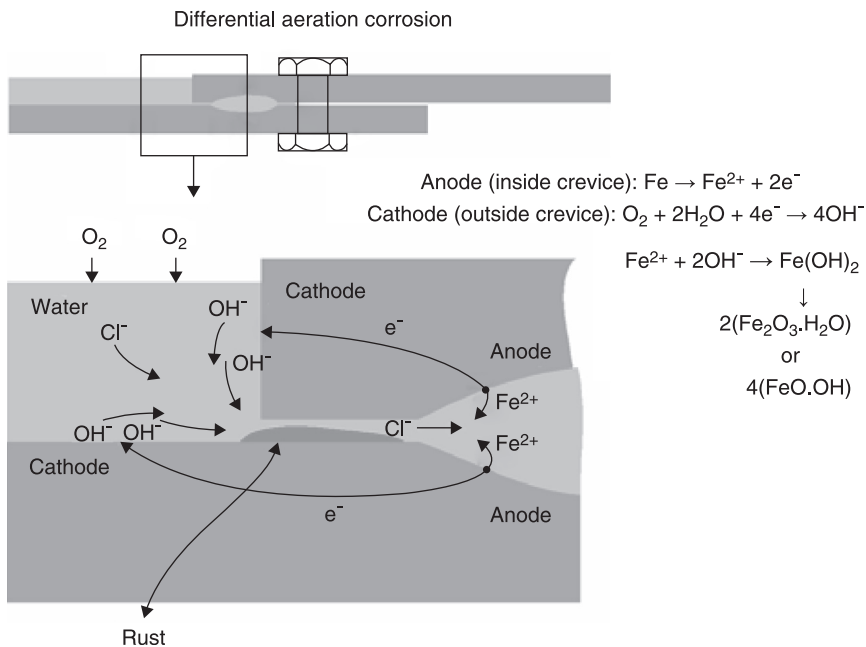 Differential aeration corrosion
Anode (inside crevice): Fe → Fe²⁺ + 2e⁻
Cathode (outside crevice): O₂ + 2H₂O + 4e⁻ → 4OH⁻
Fe²⁺ + 2OH⁻ → Fe(OH)₂
↓
2(Fe₂O₃.H₂O)
or
4(FeO.OH)
O₂ O₂
Water
Cl⁻
OH⁻
OH⁻
OH⁻ OH⁻
Cathode
e⁻
Anode
Fe²⁺
Cl⁻
Fe²⁺
Cathode
e⁻
Anode
Rust